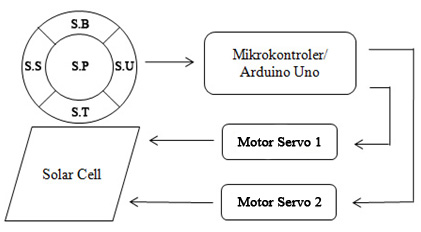 S.B
S.S
S.P
S.U
S.T
Mikrokontroler/
Arduino Uno
Motor Servo 1
Solar Cell
Motor Servo 2